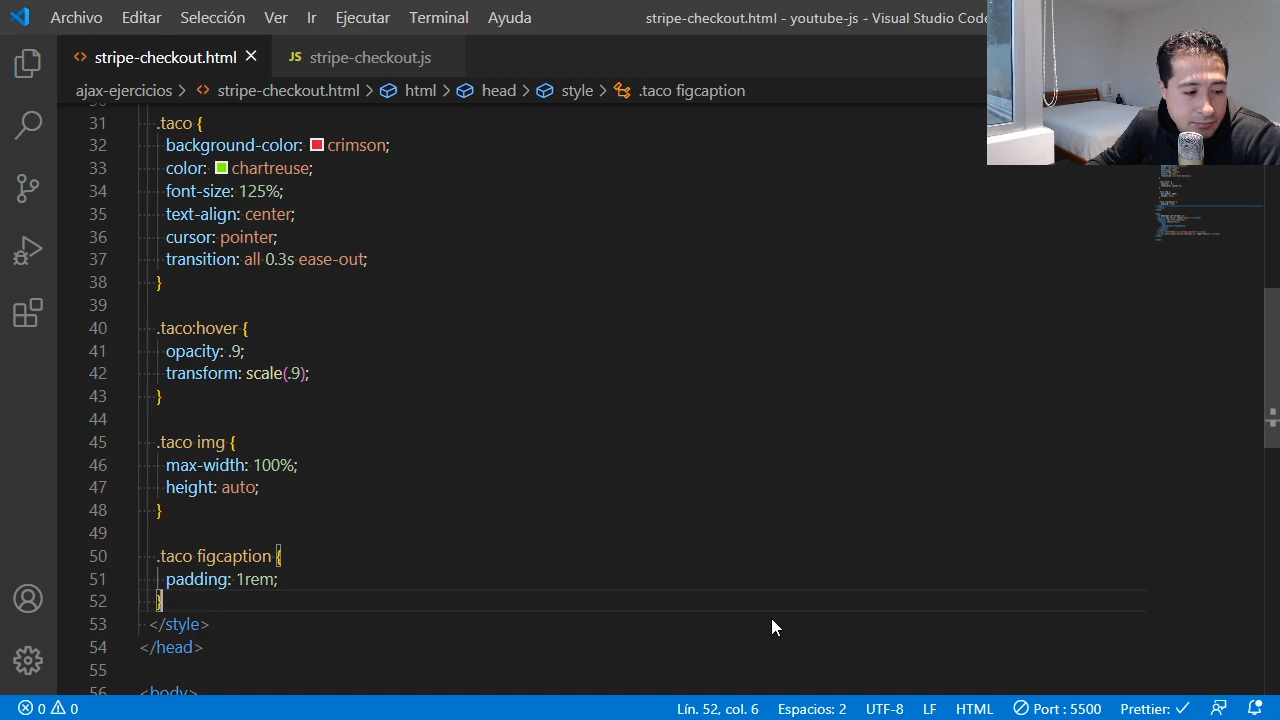 Archivo Editar Selección Ver Ir Ejecutar Terminal Ayuda stripe-checkout.html - youtube-js - Visual Studio Code
stripe-checkout.html JS stripe-checkout.js
ajax-ejercicios > stripe-checkout.html > html > head > style > .taco figcaption
31 .taco {
32 background-color: crimson;
33 color: chartreuse;
34 font-size: 125%;
35 text-align: center;
36 cursor: pointer;
37 transition: all 0.3s ease-out;
38 }
39
40 .taco:hover {
41 opacity: .9;
42 transform: scale(.9);
43 }
44
45 .taco img {
46 max-width: 100%;
47 height: auto;
48 }
49
50 .taco figcaption {
51 padding: 1rem;
52 }
53 </style>
54 </head>
55
56 <body>
0 0 Lín. 52, col. 6 Espacios: 2 UTF-8 LF HTML Port : 5500 Prettier: ✓